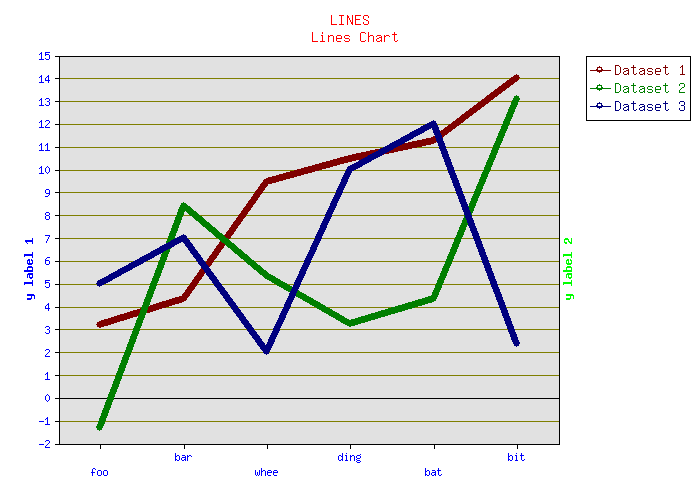 LINES
Lines Chart
15
14
13
12
11
10
9
8
7
6
5
4
3
2
1
0
-1
-2
y label 1
foo
bar
whee
ding
bat
bit
y label 2
Dataset 1
Dataset 2
Dataset 3